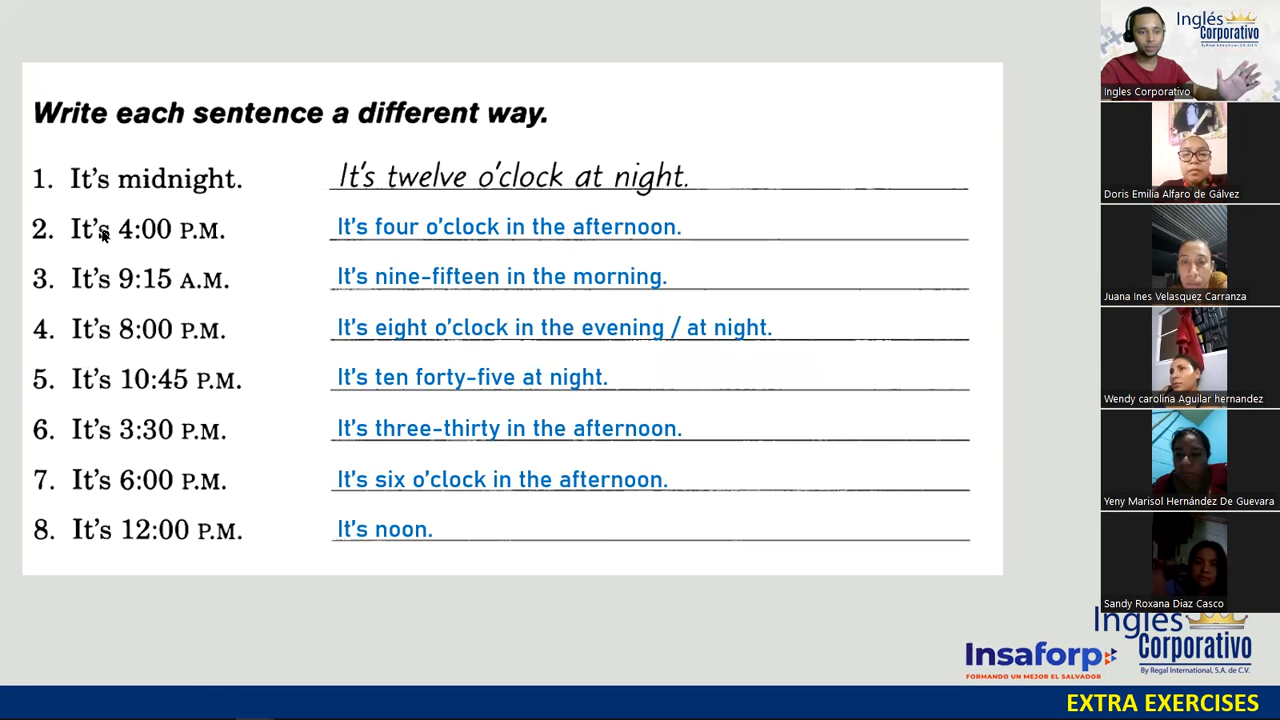 Write each sentence a different way.
1. It's midnight. It's twelve o'clock at night.
2. It's 4:00 P.M. It's four o'clock in the afternoon.
3. It's 9:15 A.M. It's nine-fifteen in the morning.
4. It's 8:00 P.M. It's eight o'clock in the evening / at night.
5. It's 10:45 P.M. It's ten forty-five at night.
6. It's 3:30 P.M. It's three-thirty in the afternoon.
7. It's 6:00 P.M. It's six o'clock in the afternoon.
8. It's 12:00 P.M. It's noon.
Inglés
Corporativo
By Regal International, S.A. de C.V.
Ingles Corporativo
Doris Emilia Alfaro de Gálvez
Juana Ines Velasquez Carranza
Wendy carolina Aguilar hernandez
Yeny Marisol Hernández De Guevara
Sandy Roxana Diaz Casco
Inglés
Corporativo
By Regal International, S.A. de C.V.
Insaforp
FORMANDO UN MEJOR EL SALVADOR
EXTRA EXERCISES